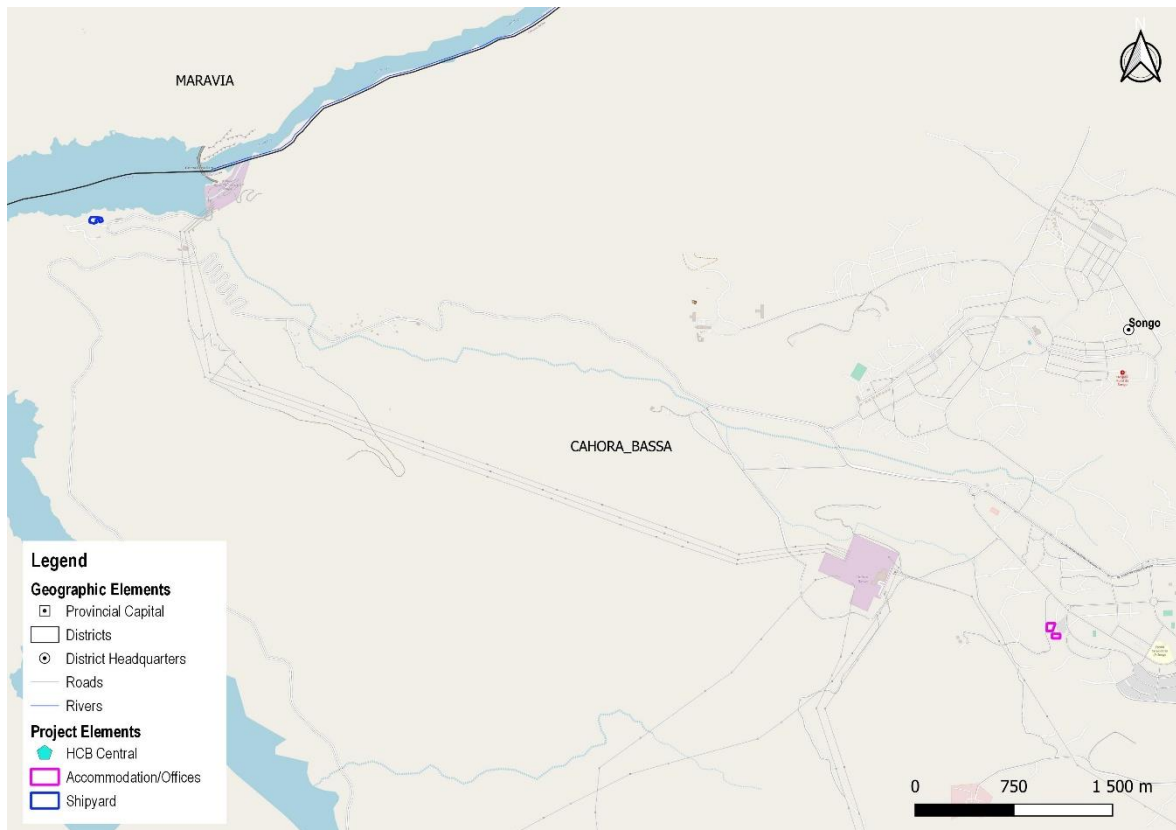 N
MARAVIA
Songo
CAHORA_BASSA
Legend
Geographic Elements
Provincial Capital
Districts
District Headquarters
Roads
Rivers
Project Elements
HCB Central
Accommodation/Offices
Shipyard
0 750 1 500 m